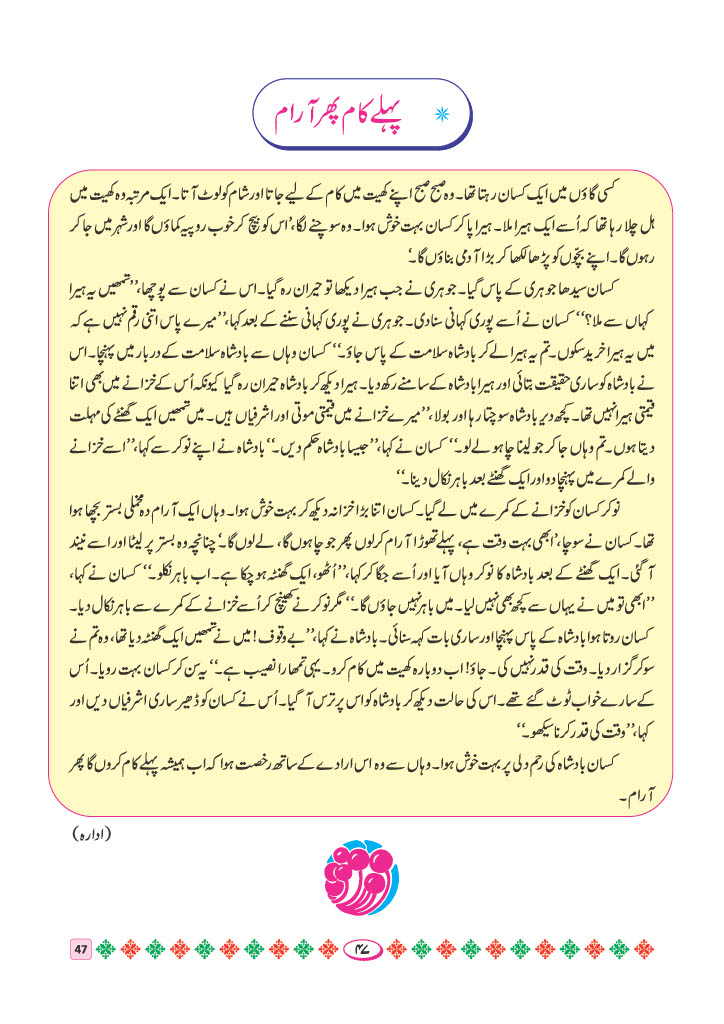 پہلے کام پھر آرام
کسی گاؤں میں ایک کسان رہتا تھا۔ وہ صبح صبح اپنے کھیت میں کام کے لیے جاتا اور شام کو لوٹ آتا۔ ایک مرتبہ وہ کھیت میں
ہل چلا رہا تھا کہ اُسے ایک ہیرا ملا۔ ہیرا پا کر کسان بہت خوش ہوا۔ وہ سوچنے لگا، ’اس کو بیچ کر خوب روپیہ کماؤں گا اور شہر میں جا کر
رہوں گا۔ اپنے بچّوں کو پڑھا لکھا کر بڑا آدمی بناؤں گا۔‘
کسان سیدھا جوہری کے پاس گیا۔ جوہری نے جب ہیرا دیکھا تو حیران رہ گیا۔ اس نے کسان سے پوچھا، ’’تمھیں یہ ہیرا
کہاں سے ملا؟‘‘ کسان نے اُسے پوری کہانی سنا دی۔ جوہری نے پوری کہانی سننے کے بعد کہا، ’’میرے پاس اتنی رقم نہیں ہے کہ
میں یہ ہیرا خرید سکوں۔ تم یہ ہیرا لے کر بادشاہ سلامت کے پاس جاؤ۔‘‘ کسان وہاں سے بادشاہ سلامت کے دربار میں پہنچا۔ اس
نے بادشاہ کو ساری حقیقت بتائی اور ہیرا بادشاہ کے سامنے رکھ دیا۔ ہیرا دیکھ کر بادشاہ حیران رہ گیا کیونکہ اُس کے خزانے میں بھی اتنا
قیمتی ہیرا نہیں تھا۔ کچھ دیر بادشاہ سوچتا رہا اور بولا، ’’میرے خزانے میں قیمتی موتی اور اشرفیاں ہیں۔ میں تمھیں ایک گھنٹے کی مہلت
دیتا ہوں۔ تم وہاں جا کر جو لینا چاہو لے لو۔‘‘ کسان نے کہا، ’’جیسا بادشاہ حکم دیں۔‘‘ بادشاہ نے اپنے نوکر سے کہا، ’’اسے خزانے
والے کمرے میں پہنچا دو اور ایک گھنٹے بعد باہر نکال دینا۔‘‘
نوکر کسان کو خزانے کے کمرے میں لے گیا۔ کسان اتنا بڑا خزانہ دیکھ کر بہت خوش ہوا۔ وہاں ایک آرام دہ مخملی بستر بچھا ہوا
تھا۔ کسان نے سوچا، ’ابھی بہت وقت ہے، پہلے تھوڑا آرام کر لوں پھر جو چاہوں گا، لے لوں گا۔‘ چنانچہ وہ بستر پر لیٹا اور اسے نیند
آ گئی۔ ایک گھنٹے کے بعد بادشاہ کا نوکر وہاں آیا اور اُسے جگا کر کہا، ’’اُٹھو، ایک گھنٹہ ہو چکا ہے۔ اب باہر نکلو۔‘‘ کسان نے کہا،
’’ابھی تو میں نے یہاں سے کچھ بھی نہیں لیا۔ میں باہر نہیں جاؤں گا۔‘‘ مگر نوکر نے کھینچ کر اُسے خزانے کے کمرے سے باہر نکال دیا۔
کسان روتا ہوا بادشاہ کے پاس پہنچا اور ساری بات کہہ سنائی۔ بادشاہ نے کہا، ’’بے وقوف! میں نے تمھیں ایک گھنٹہ دیا تھا، وہ تم نے
سو کر گزار دیا۔ وقت کی قدر نہیں کی۔ جاؤ! اب دوبارہ کھیت میں کام کرو۔ یہی تمھارا نصیب ہے۔‘‘ یہ سن کر کسان بہت رویا۔ اُس
کے سارے خواب ٹوٹ گئے تھے۔ اس کی حالت دیکھ کر بادشاہ کو اس پر ترس آ گیا۔ اُس نے کسان کو ڈھیر ساری اشرفیاں دیں اور
کہا، ’’وقت کی قدر کرنا سیکھو۔‘‘
کسان بادشاہ کی رحم دلی پر بہت خوش ہوا۔ وہاں سے وہ اس ارادے کے ساتھ رخصت ہوا کہ اب ہمیشہ پہلے کام کروں گا پھر
آرام۔
(ادارہ)
۴۷
47